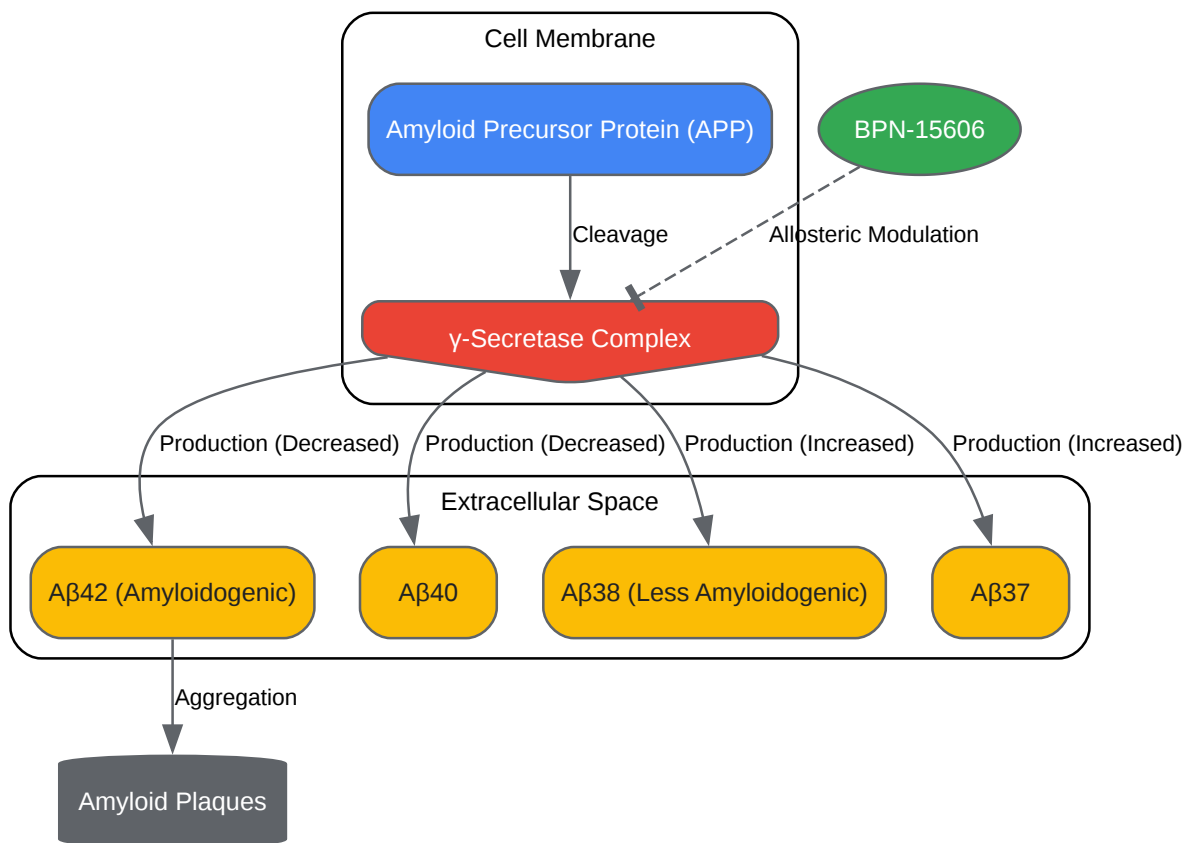 Cell Membrane
Amyloid Precursor Protein (APP)
BPN-15606
Cleavage
Allosteric Modulation
γ-Secretase Complex
Production (Decreased)
Production (Decreased)
Production (Increased)
Production (Increased)
Extracellular Space
Aβ42 (Amyloidogenic)
Aβ40
Aβ38 (Less Amyloidogenic)
Aβ37
Aggregation
Amyloid Plaques